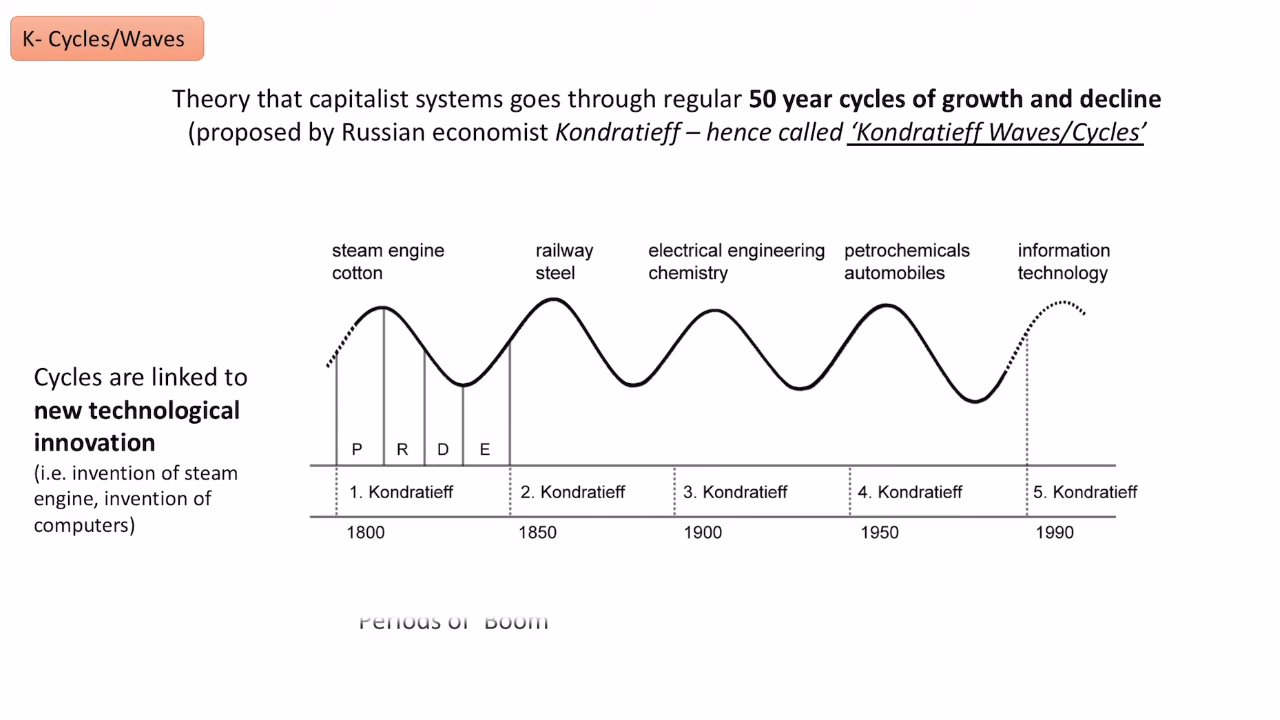 K- Cycles/Waves
Theory that capitalist systems goes through regular 50 year cycles of growth and decline
(proposed by Russian economist Kondratieff – hence called ‘Kondratieff Waves/Cycles’
steam engine
cotton
railway
steel
electrical engineering
chemistry
petrochemicals
automobiles
information
technology
Cycles are linked to
new technological
innovation
(i.e. invention of steam
engine, invention of
computers)
P R D E
1. Kondratieff 2. Kondratieff 3. Kondratieff 4. Kondratieff 5. Kondratieff
1800 1850 1900 1950 1990
Periods of ‘Boom